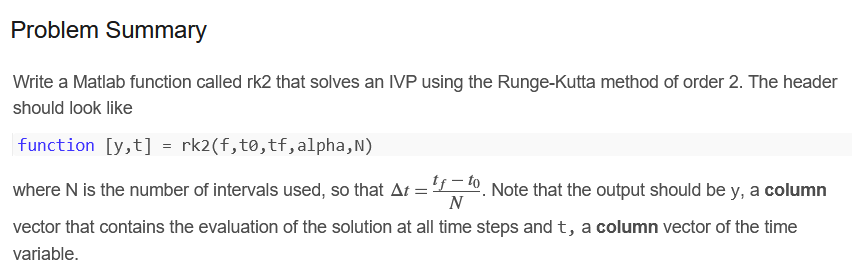 Problem Summary
Write a Matlab function called rk2 that solves an IVP using the Runge-Kutta method of order 2. The header
should look like
function [y,t] = rk2(f,t0,tf,alpha,N)
where N is the number of intervals used, so that Δt = (t_f − t_0)/N. Note that the output should be y, a column
vector that contains the evaluation of the solution at all time steps and t, a column vector of the time
variable.